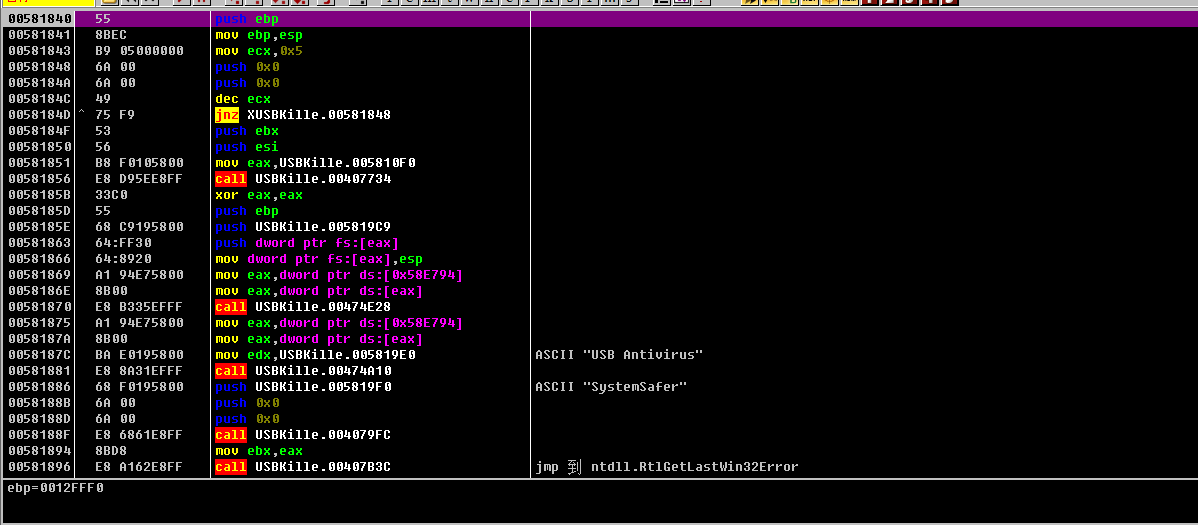 00581840 55 push ebp
00581841 8BEC mov ebp,esp
00581843 B9 05000000 mov ecx,0x5
00581848 6A 00 push 0x0
0058184A 6A 00 push 0x0
0058184C 49 dec ecx
0058184D ^ 75 F9 jnz XUSBKille.00581848
0058184F 53 push ebx
00581850 56 push esi
00581851 B8 F0105800 mov eax,USBKille.005810F0
00581856 E8 D95EE8FF call USBKille.00407734
0058185B 33C0 xor eax,eax
0058185D 55 push ebp
0058185E 68 C9195800 push USBKille.005819C9
00581863 64:FF30 push dword ptr fs:[eax]
00581866 64:8920 mov dword ptr fs:[eax],esp
00581869 A1 94E75800 mov eax,dword ptr ds:[0x58E794]
0058186E 8B00 mov eax,dword ptr ds:[eax]
00581870 E8 B335EFFF call USBKille.00474E28
00581875 A1 94E75800 mov eax,dword ptr ds:[0x58E794]
0058187A 8B00 mov eax,dword ptr ds:[eax]
0058187C BA E0195800 mov edx,USBKille.005819E0 ASCII "USB Antivirus"
00581881 E8 8A31EFFF call USBKille.00474A10
00581886 68 F0195800 push USBKille.005819F0 ASCII "SystemSafer"
0058188B 6A 00 push 0x0
0058188D 6A 00 push 0x0
0058188F E8 6861E8FF call USBKille.004079FC
00581894 8BD8 mov ebx,eax
00581896 E8 A162E8FF call USBKille.00407B3C jmp 到 ntdll.RtlGetLastWin32Error
ebp=0012FFF0